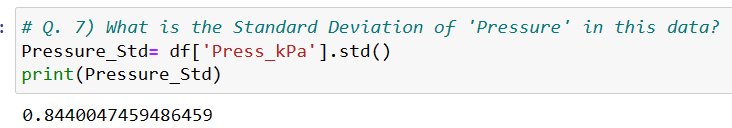 : # Q. 7) What is the Standard Deviation of 'Pressure' in this data?
Pressure_Std= df['Press_kPa'].std()
print(Pressure_Std)
0.8440047459486459